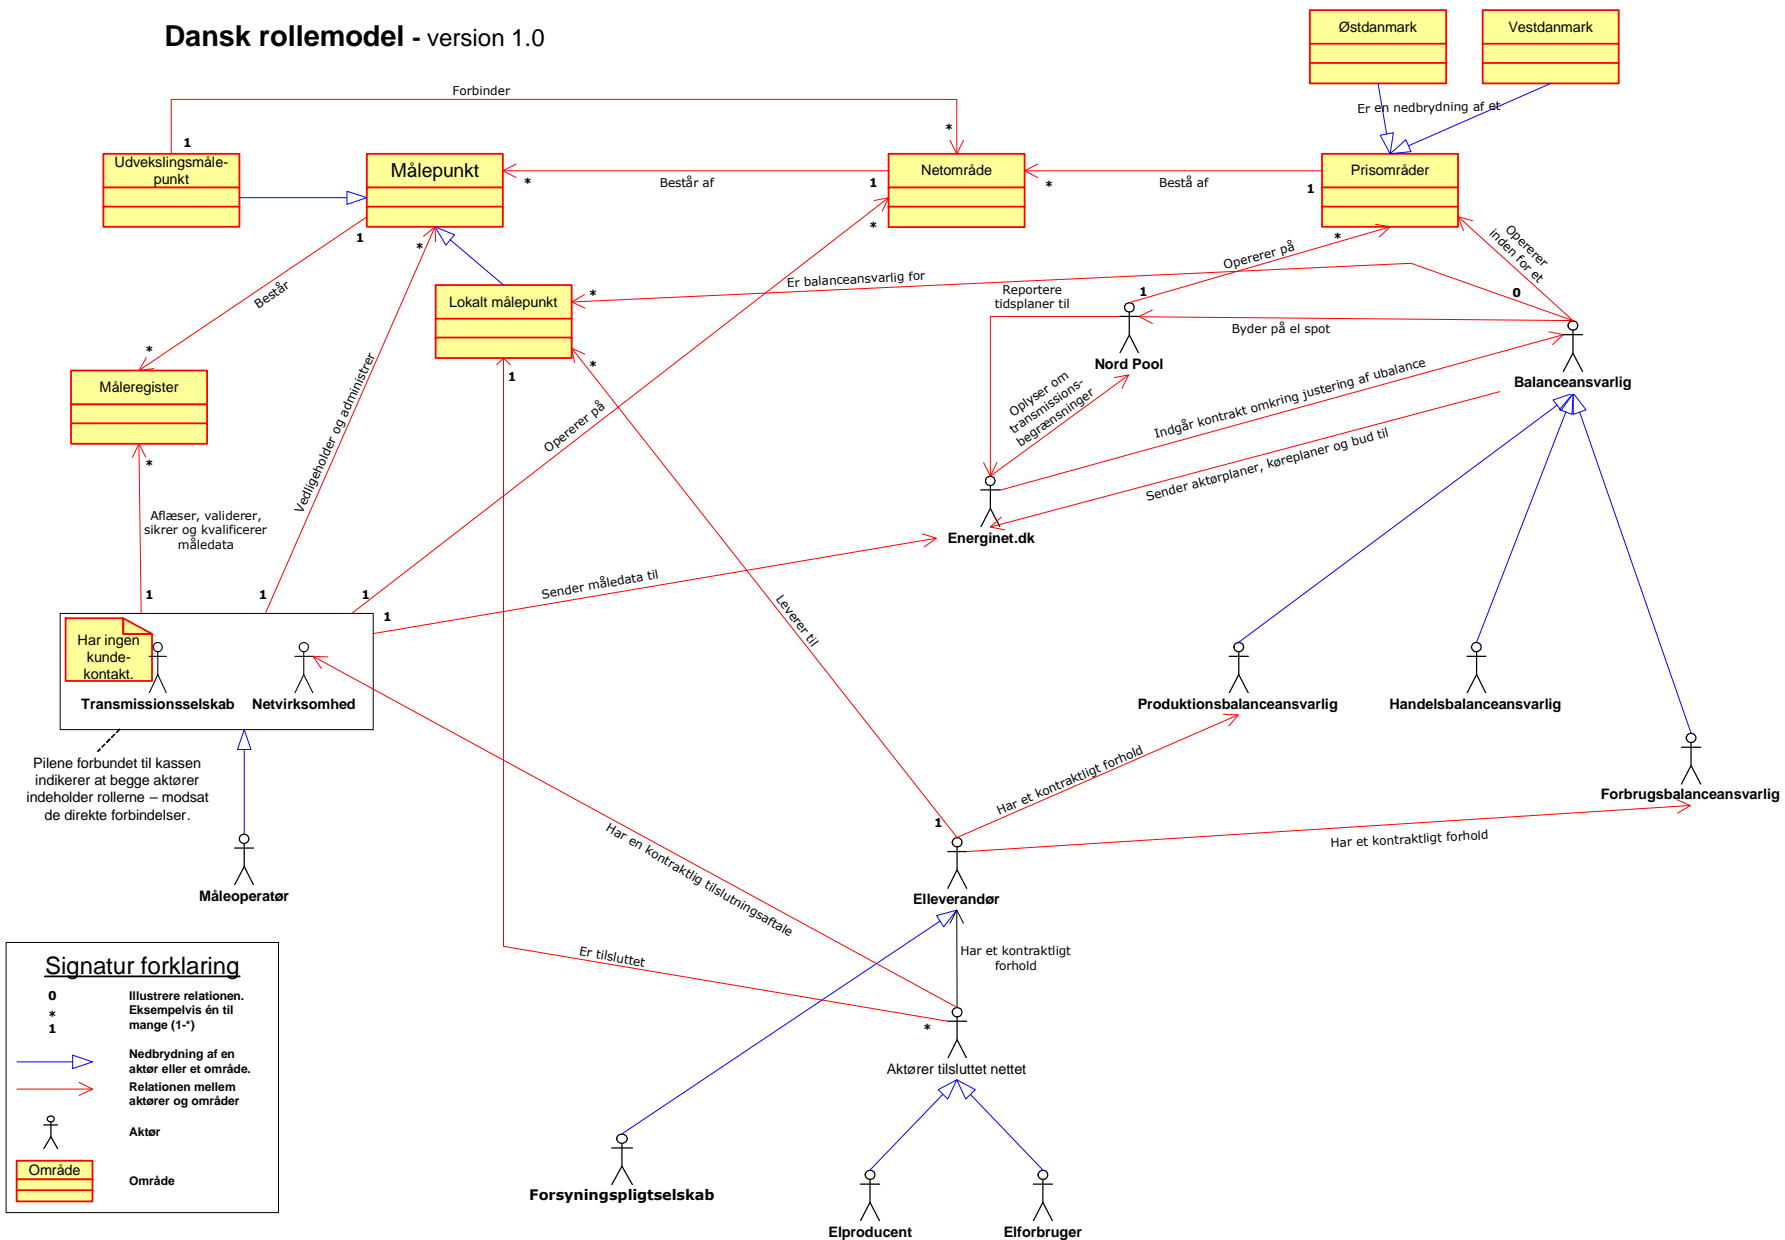 Dansk rollemodel - version 1.0
Østdanmark
Vestdanmark
Er en nedbrydning af et
Forbinder
1
*
Udvekslingsmåle-
punkt
Målepunkt
*
Består af
1
Netområde
*
Bestå af
1
Prisområder
1
*
*
*
Opererer på
Opererer
inden for et
Består
Lokalt målepunkt
*
Er balanceansvarlig for
Reportere
tidsplaner til
1
0
Byder på el spot
Nord Pool
Balanceansvarlig
*
Måleregister
*
1
*
Vedligeholder og administrer
Opererer på
Oplyser om
transmissions-
begrænsninger
Indgår kontrakt omkring justering af ubalance
Sender aktørplaner, køreplaner og bud til
Aflæser, validerer,
sikrer og kvalificerer
måledata
Energinet.dk
Sender måledata til
1
1
1
1
Leverer til
Har ingen
kunde-
kontakt.
Transmissionsselskab
Netvirksomhed
Produktionsbalanceansvarlig
Handelsbalanceansvarlig
Forbrugsbalanceansvarlig
Pilene forbundet til kassen
indikerer at begge aktører
indeholder rollerne – modsat
de direkte forbindelser.
Har et kontraktligt forhold
1
Har et kontraktligt forhold
Måleoperatør
Har en kontraktlig tilslutningsaftale
Elleverandør
Er tilsluttet
Har et kontraktligt
forhold
*
Aktører tilsluttet nettet
Forsyningspligtselskab
Elproducent
Elforbruger
Signatur forklaring
0
*
1
Illustrere relationen.
Eksempelvis én til
mange (1-*)
Nedbrydning af en
aktør eller et område.
Relationen mellem
aktører og områder
Aktør
Område
Område